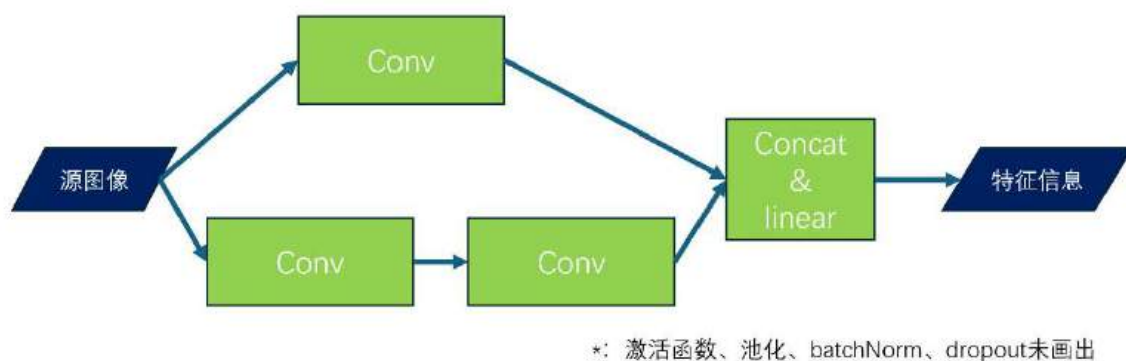 Conv
源图像
Concat
&
linear
特征信息
Conv
Conv
*: 激活函数、池化、batchNorm、dropout未画出